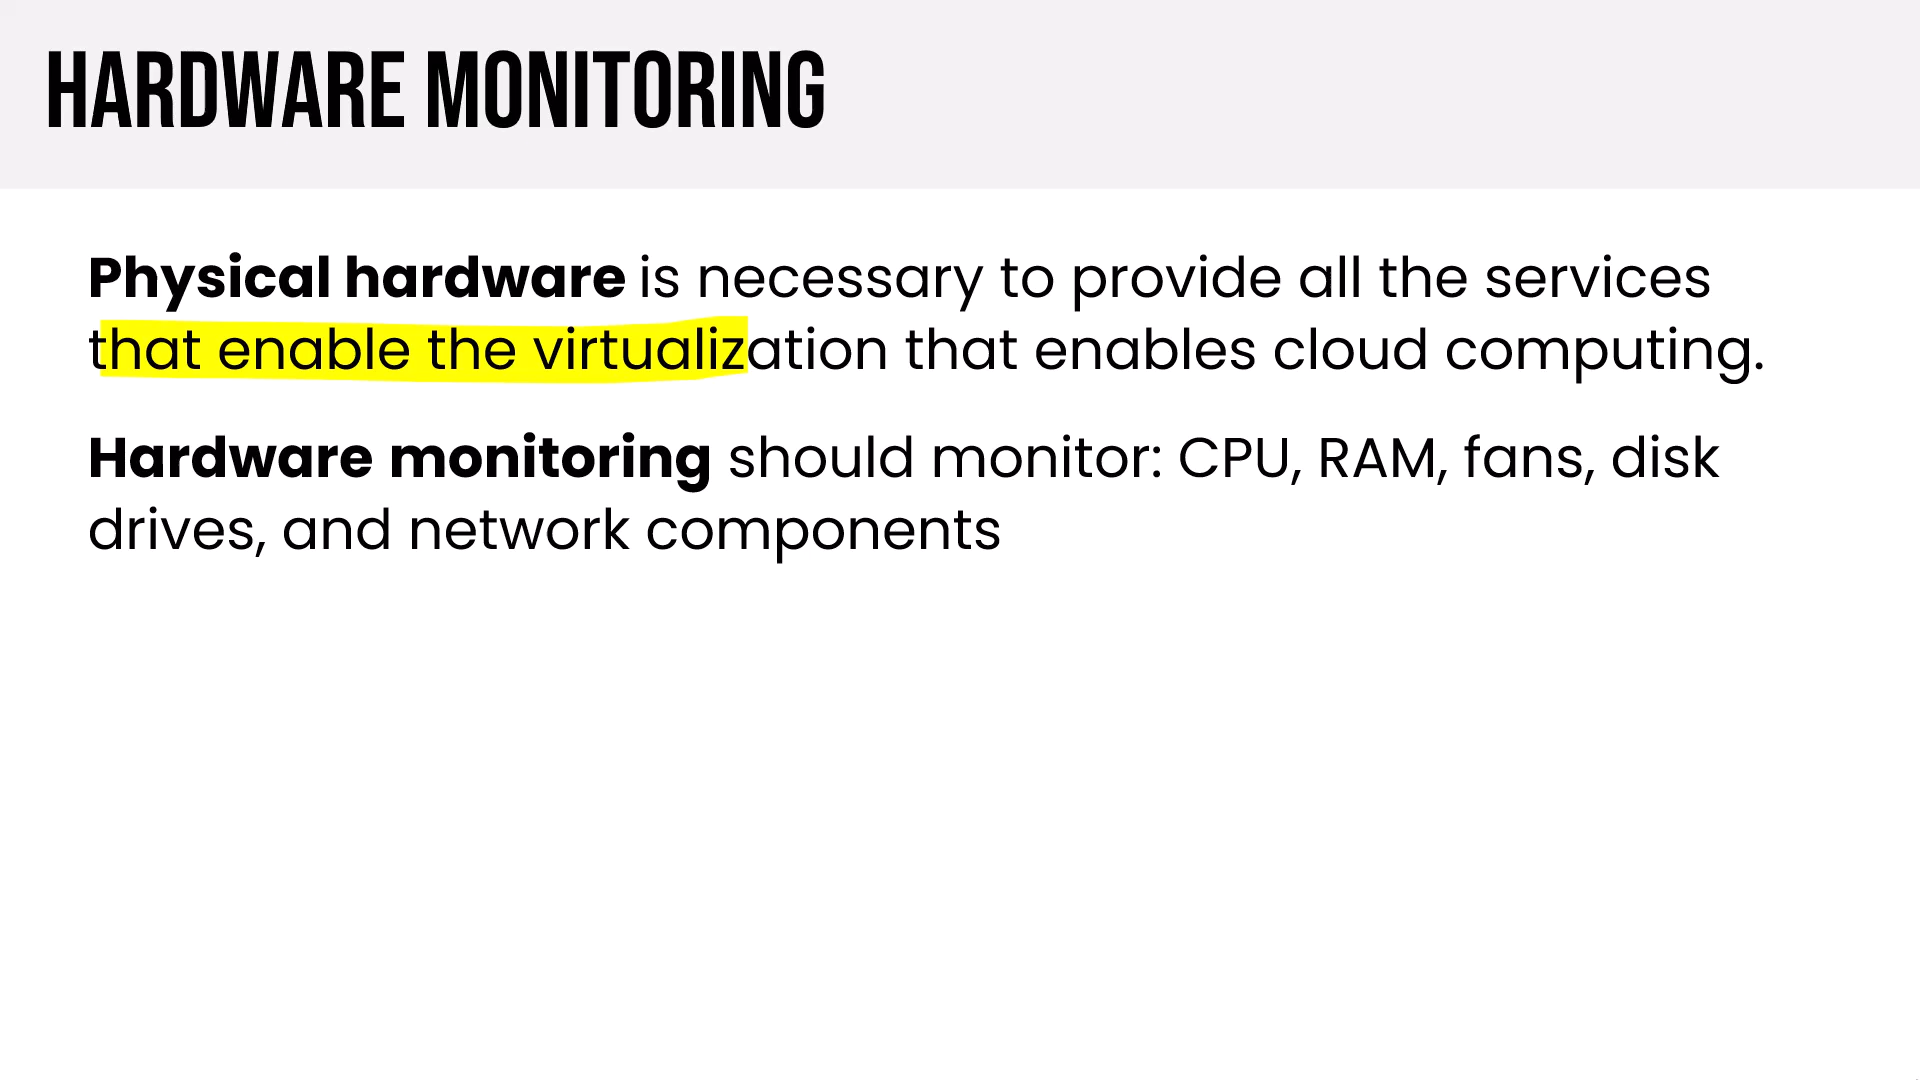 HARDWARE MONITORING
Physical hardware is necessary to provide all the services
that enable the virtualization that enables cloud computing.
Hardware monitoring should monitor: CPU, RAM, fans, disk
drives, and network components